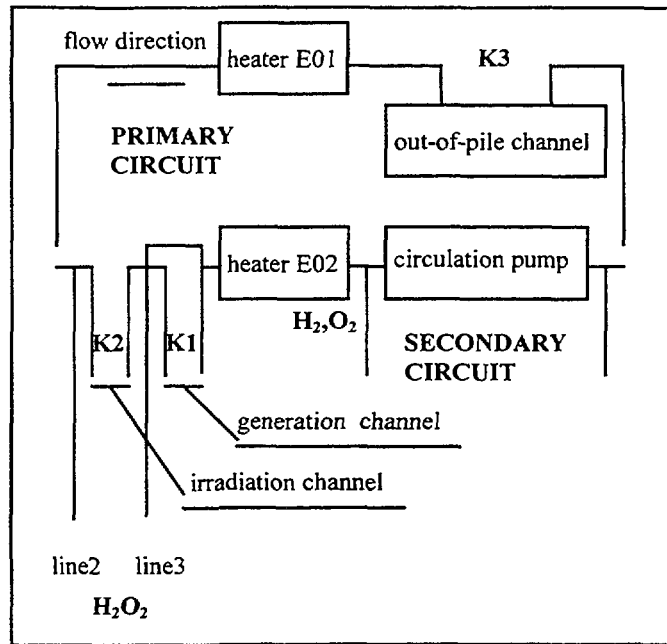 flow direction
heater E01
K3
PRIMARY
CIRCUIT
out-of-pile channel
heater E02
circulation pump
H₂,O₂
K2
K1
SECONDARY
CIRCUIT
generation channel
irradiation channel
line2
line3
H₂O₂